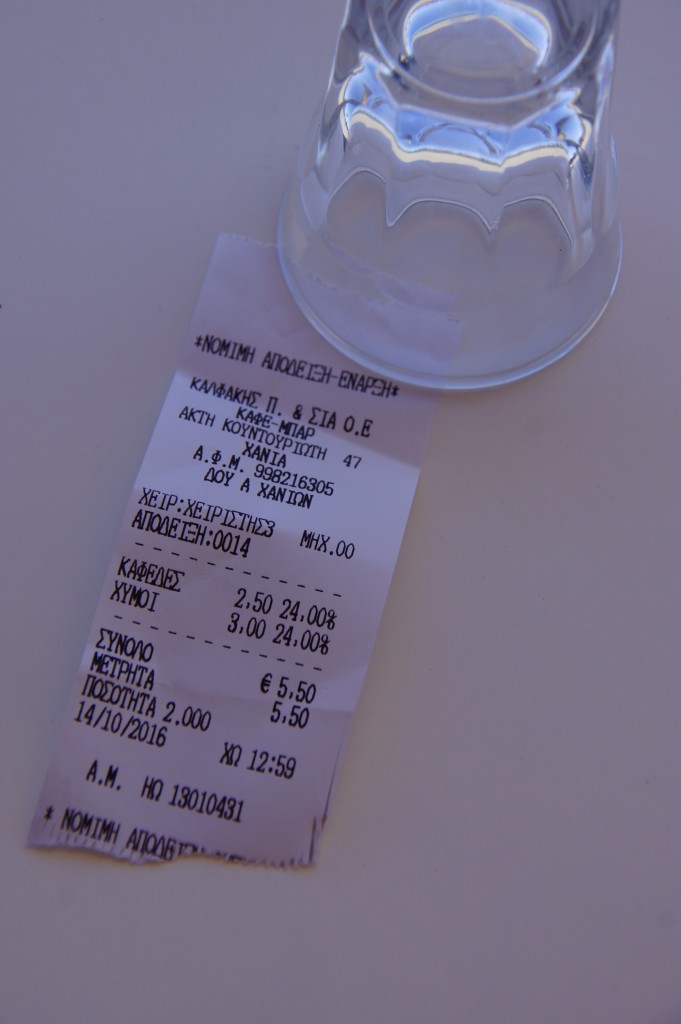 *ΝΟΜΙΜΗ ΑΠΟΔΕΙΞΗ-ΕΝΑΡΞΗ*
ΚΑΛΦΑΚΗΣ Π. & ΣΙΑ Ο.Ε
ΚΑΦΕ-ΜΠΑΡ
ΑΚΤΗ ΚΟΥΝΤΟΥΡΙΩΤΗ 47
ΧΑΝΙΑ
Α.Φ.Μ. 998216305
ΔΟΥ Α ΧΑΝΙΩΝ
ΧΕΙΡ:ΧΕΙΡΙΣΤΗΣ3 ΜΗΧ.00
ΑΠΟΔΕΙΞΗ:0014
ΚΑΦΕΔΕΣ 2,50 24,00%
ΧΥΜΟΙ 3,00 24,00%
ΣΥΝΟΛΟ € 5,50
ΜΕΤΡΗΤΑ 5,50
ΠΟΣΟΤΗΤΑ 2.000
14/10/2016 ΧΩ 12:59
Α.Μ. ΗΩ 13010431
* ΝΟΜΙΜΗ